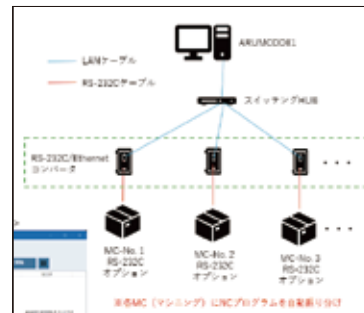 LANケーブル
RS-232Cケーブル
スイッチングHUB
RS-232C/Ethernet
コンバータ
MC-No. 1
RS-232C
オプション
MC-No. 2
RS-232C
オプション
MC-No. 3
RS-232C
オプション
※各MC（マシニング）にNCプログラムを自動振り分け